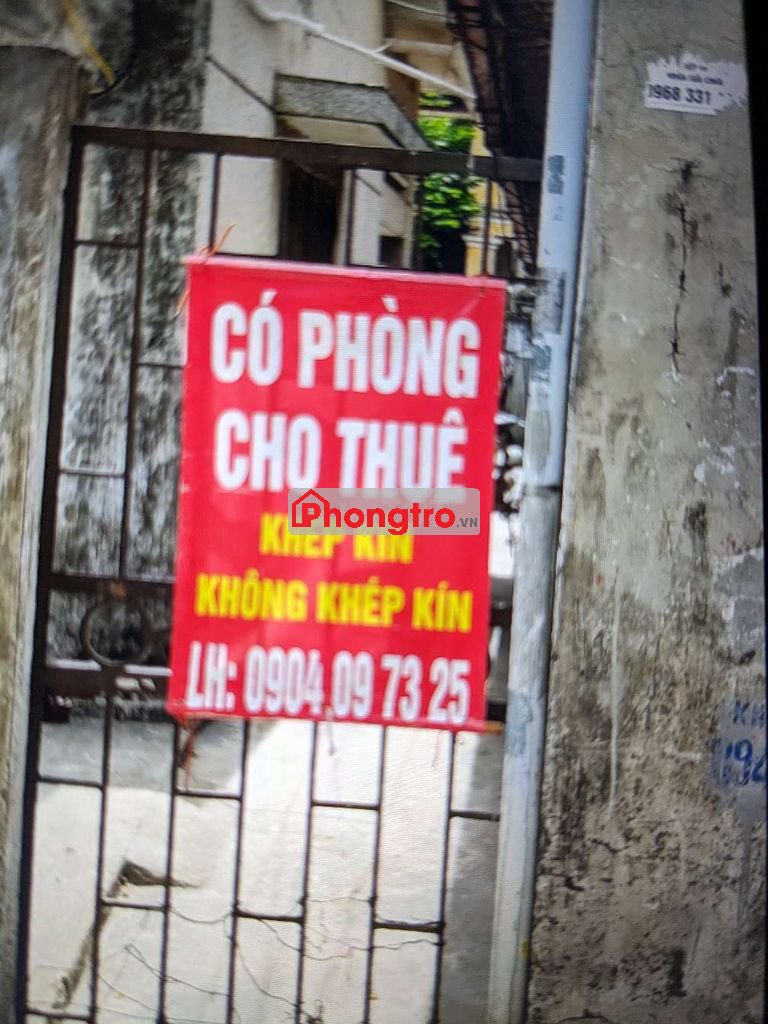 0968 331
CÓ PHÒNG
CHO THUÊ
Phongtro.VN
KHÉP KÍN
KHÔNG KHÉP KÍN
LH: 0904.09 73 25